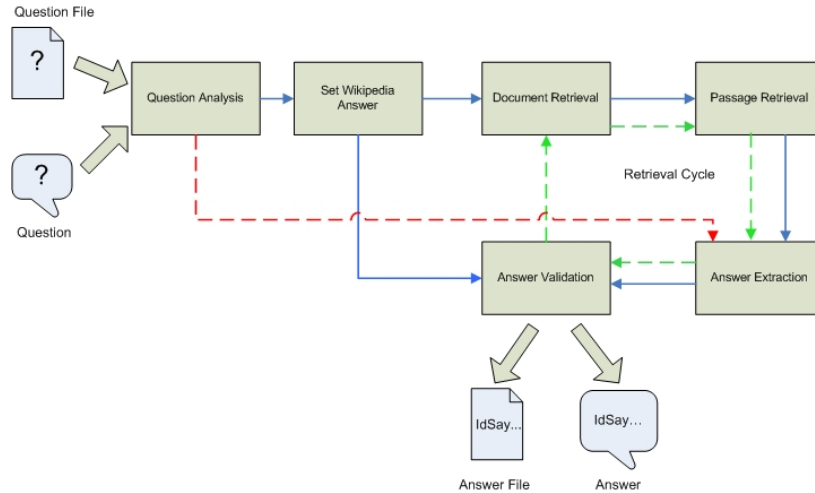 Question File
?
Question Analysis
Set Wikipedia
Answer
Document Retrieval
Passage Retrieval
?
Question
Retrieval Cycle
Answer Validation
Answer Extraction
IdSay...
IdSay...
Answer File
Answer